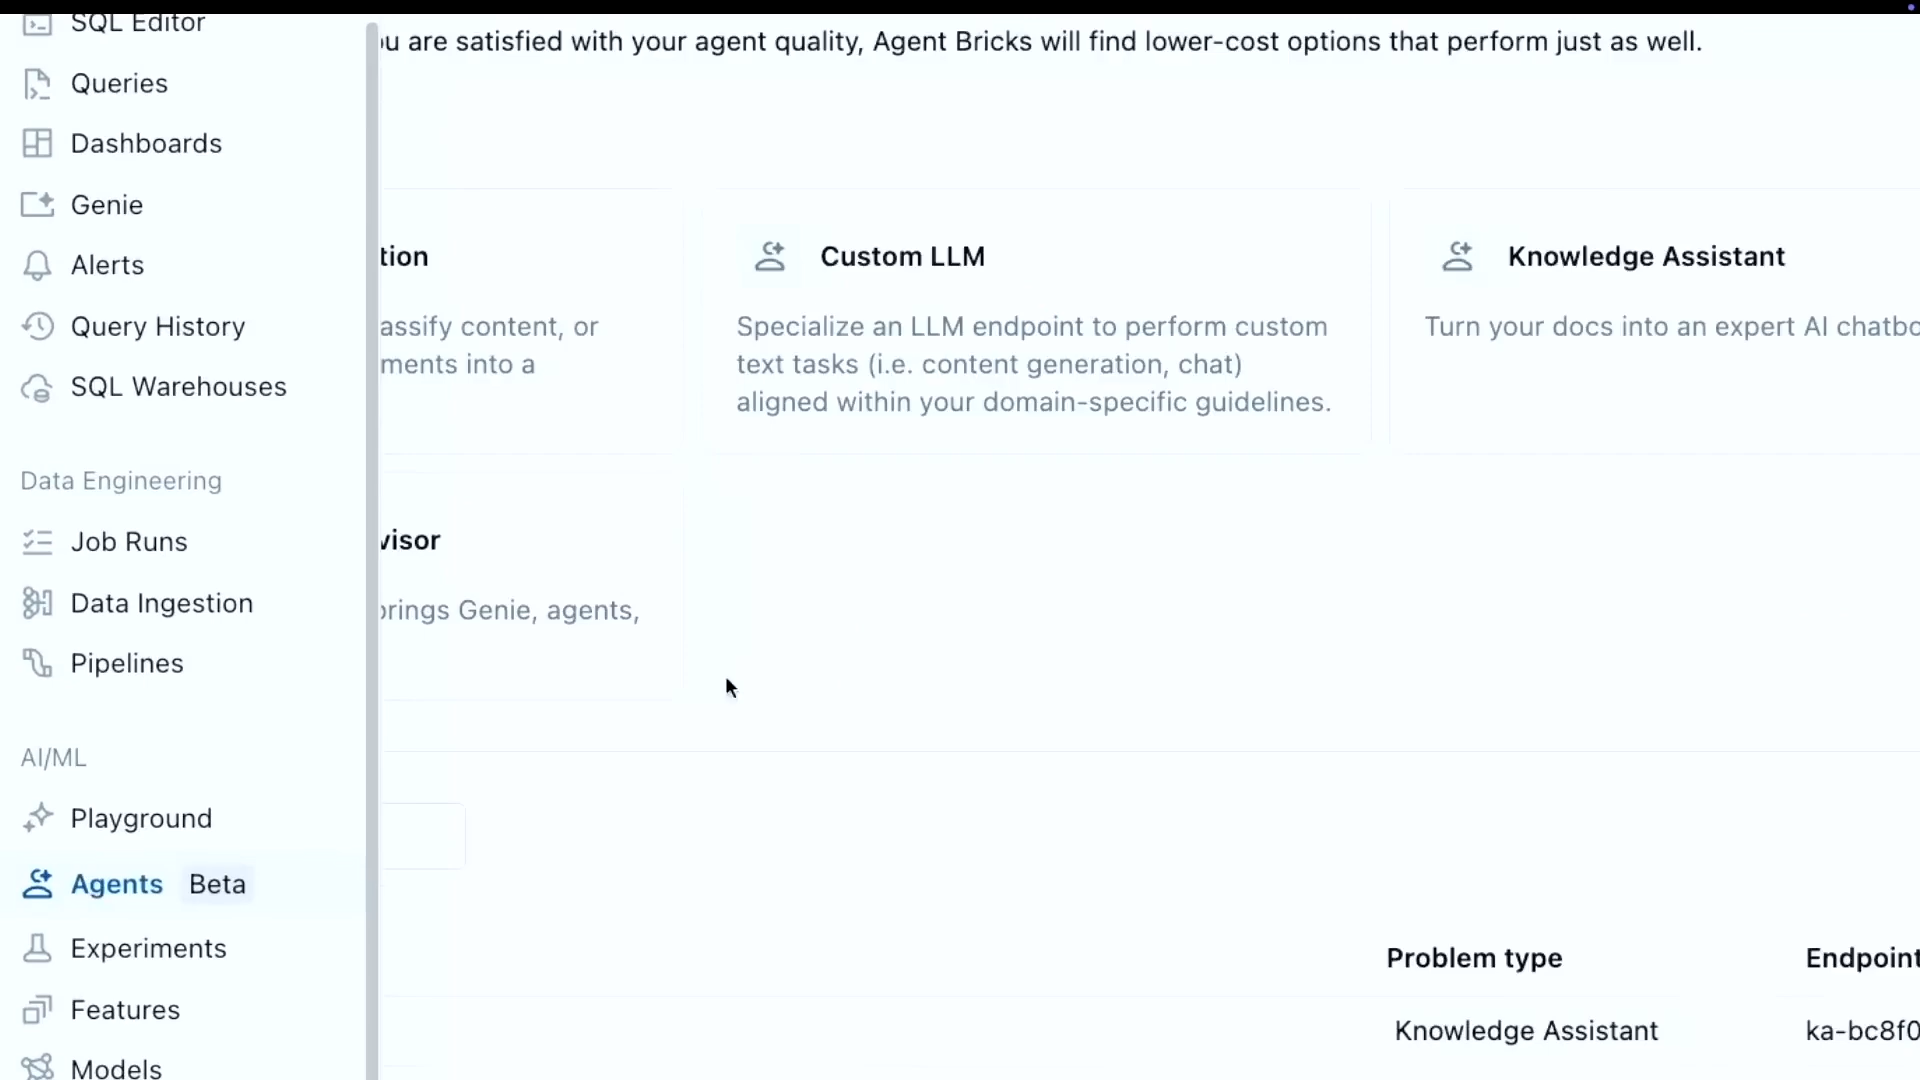 SQL Editor
Queries
Dashboards
Genie
Alerts
Query History
SQL Warehouses
Data Engineering
Job Runs
Data Ingestion
Pipelines
AI/ML
Playground
Agents Beta
Experiments
Features
Models
ou are satisfied with your agent quality, Agent Bricks will find lower-cost options that perform just as well.
tion
assify content, or
ments into a
Custom LLM
Specialize an LLM endpoint to perform custom
text tasks (i.e. content generation, chat)
aligned within your domain-specific guidelines.
Knowledge Assistant
Turn your docs into an expert AI chatbo
visor
brings Genie, agents,
Problem type Endpoint
Knowledge Assistant ka-bc8f0